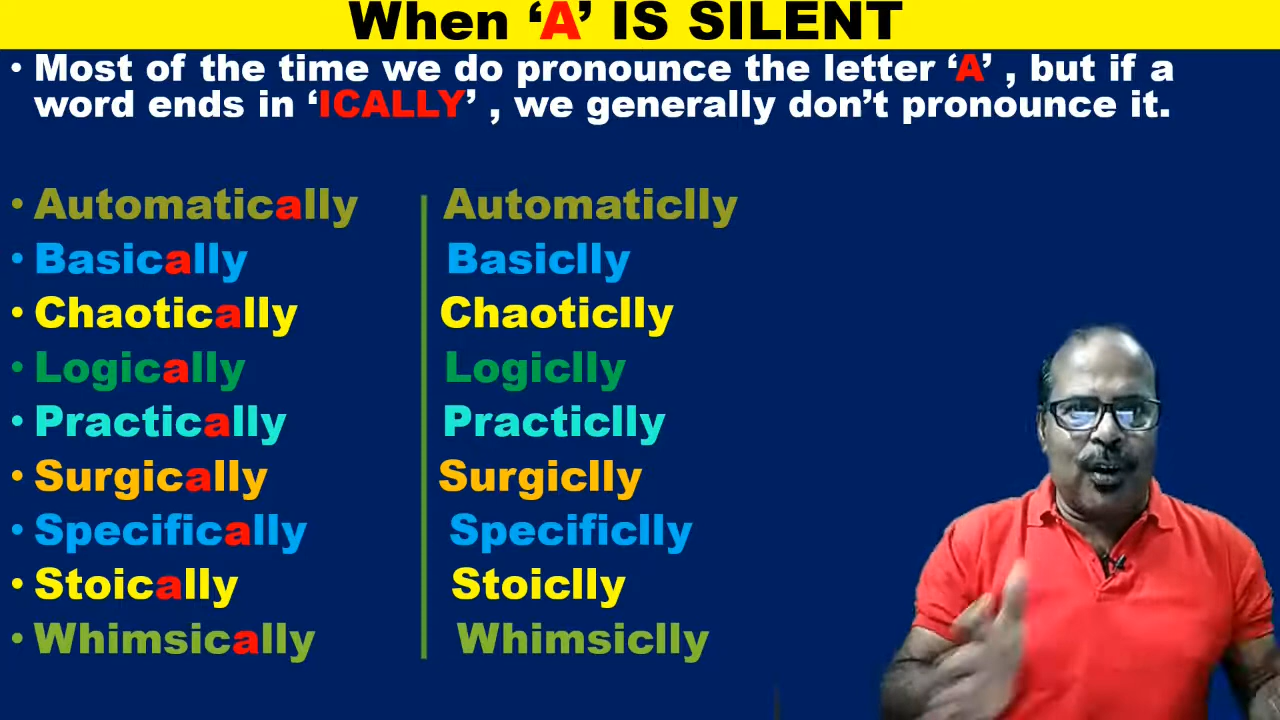 When ‘A’ IS SILENT
• Most of the time we do pronounce the letter ‘A’ , but if a
word ends in ‘ICALLY’ , we generally don’t pronounce it.
• Automatically Automaticlly
• Basically Basiclly
• Chaotically Chaoticlly
• Logically Logiclly
• Practically Practiclly
• Surgically Surgiclly
• Specifically Specificlly
• Stoically Stoiclly
• Whimsically Whimsiclly